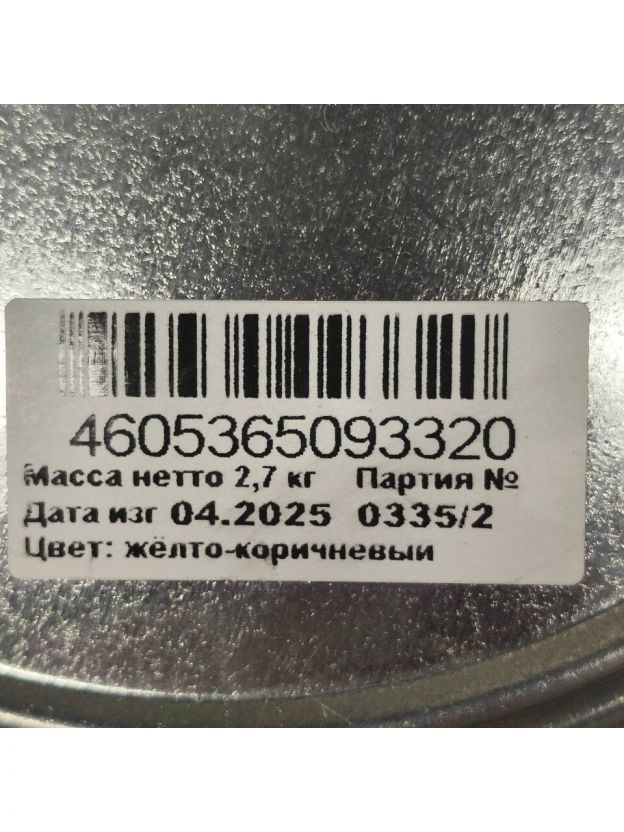 4605365093320
Масса нетто 2,7 кг Партия №
Дата изг 04.2025 0335/2
Цвет: жёлто-коричневый